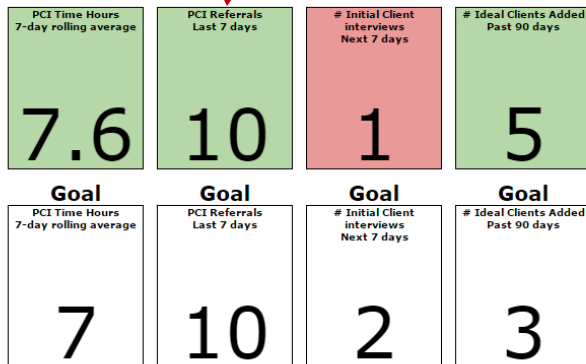 PCI Time Hours
7-day rolling average
7.6
PCI Referrals
Last 7 days
10
# Initial Client
interviews
Next 7 days
1
# Ideal Clients Added
Past 90 days
5
Goal
PCI Time Hours
7-day rolling average
7
Goal
PCI Referrals
Last 7 days
10
Goal
# Initial Client
interviews
Next 7 days
2
Goal
# Ideal Clients Added
Past 90 days
3